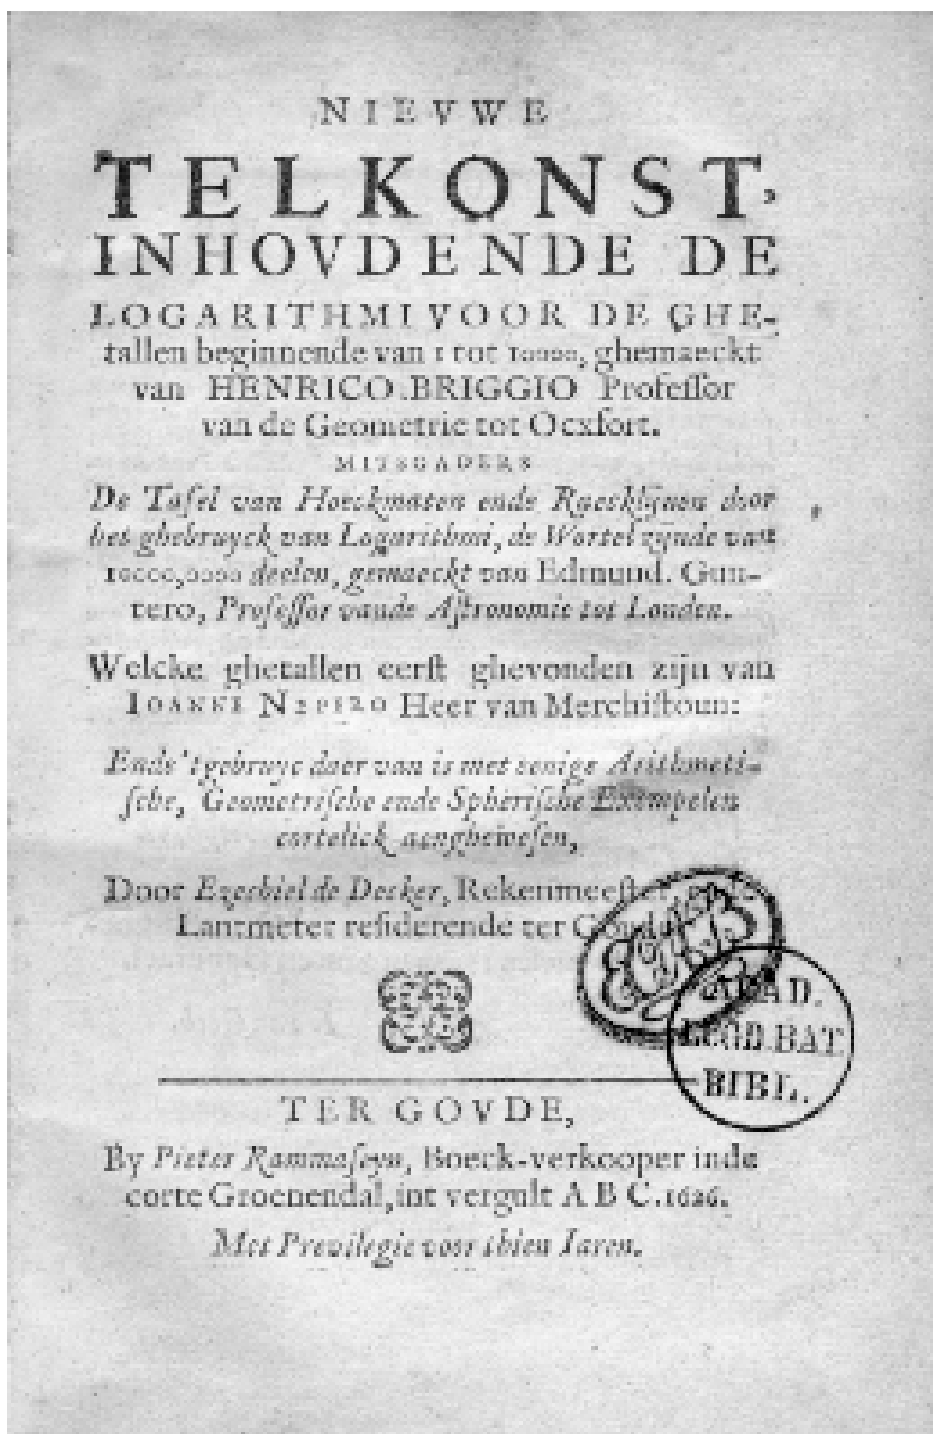 NIEVWE
TELKONST,
INHOVDENDE DE
LOGARITHMI VOOR DE GHE-
tallen beginnende van 1 tot 10000, ghemaeckt
van HENRICO BRIGGIO Professor
van de Geometrie tot Ocxfort.
MITSGADERS
De Tafel van Hoeckmaten ende Raecklijnen door
het ghebruyck van Logarithmi, de Wortel zijnde van
10000,0000 deelen, gemaeckt van Edmund. Gun-
tero, Professor vande Astronomie tot Londen.
Welcke ghetallen eerst ghevonden zijn van
IOANNE NEPERO Heer van Merchistoun:
Ende 'tgebruyc daer van is met eenige Arithmeti-
sche, Geometrische ende Spherische Exempelen
cortelick aenghewesen,
Door Ezechiel de Decker, Rekenmeester, ende
Lantmeter residerende ter Goude
ACAD.
LUGD.BAT
BIBL.
TER GOVDE,
By Pieter Rammaseyn, Boeck-verkooper inde
corte Groenendal, int vergult A B C. 1626.
Met Previlegie voor thien Iaren.